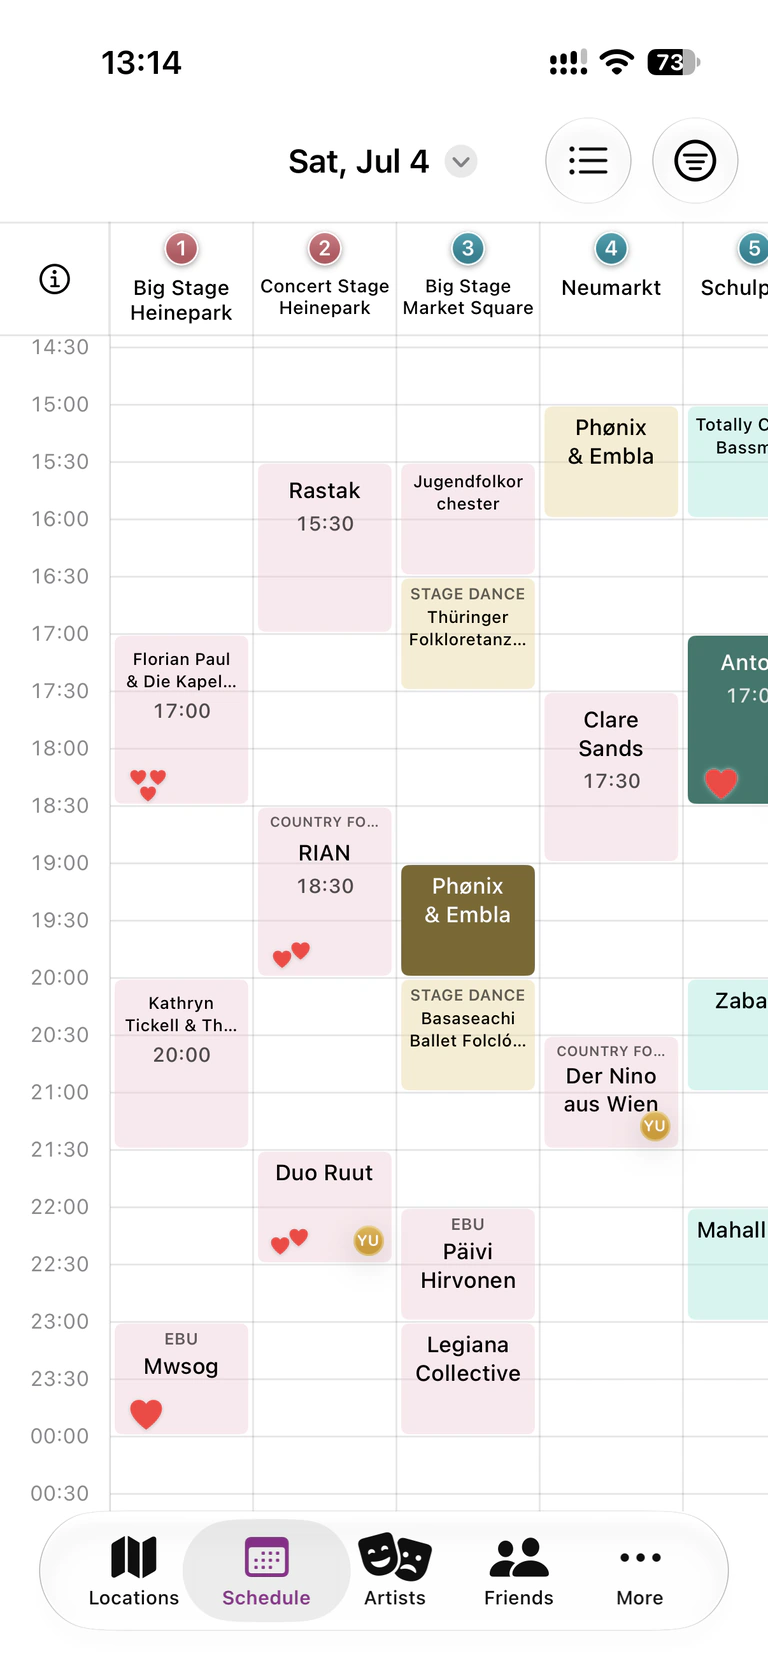 13:14
73
Sat, Jul 4
1
Big Stage
Heinepark
2
Concert Stage
Heinepark
3
Big Stage
Market Square
4
Neumarkt
5
Schulp
14:30
15:00
15:30
16:00
16:30
17:00
17:30
18:00
18:30
19:00
19:30
20:00
20:30
21:00
21:30
22:00
22:30
23:00
23:30
00:00
00:30
Florian Paul
& Die Kapel...
17:00
Kathryn
Tickell & Th...
20:00
EBU
Mwsog
Rastak
15:30
COUNTRY FO...
RIAN
18:30
Duo Ruut
YU
Jugendfolkor
chester
STAGE DANCE
Thüringer
Folkloretanz...
Phønix
& Embla
STAGE DANCE
Basaseachi
Ballet Folcló...
EBU
Päivi
Hirvonen
Legiana
Collective
Phønix
& Embla
Clare
Sands
17:30
COUNTRY FO...
Der Nino
aus Wien
YU
Totally C
Bassm
Anto
17:0
Zaba
Mahall
Locations
Schedule
Artists
Friends
More